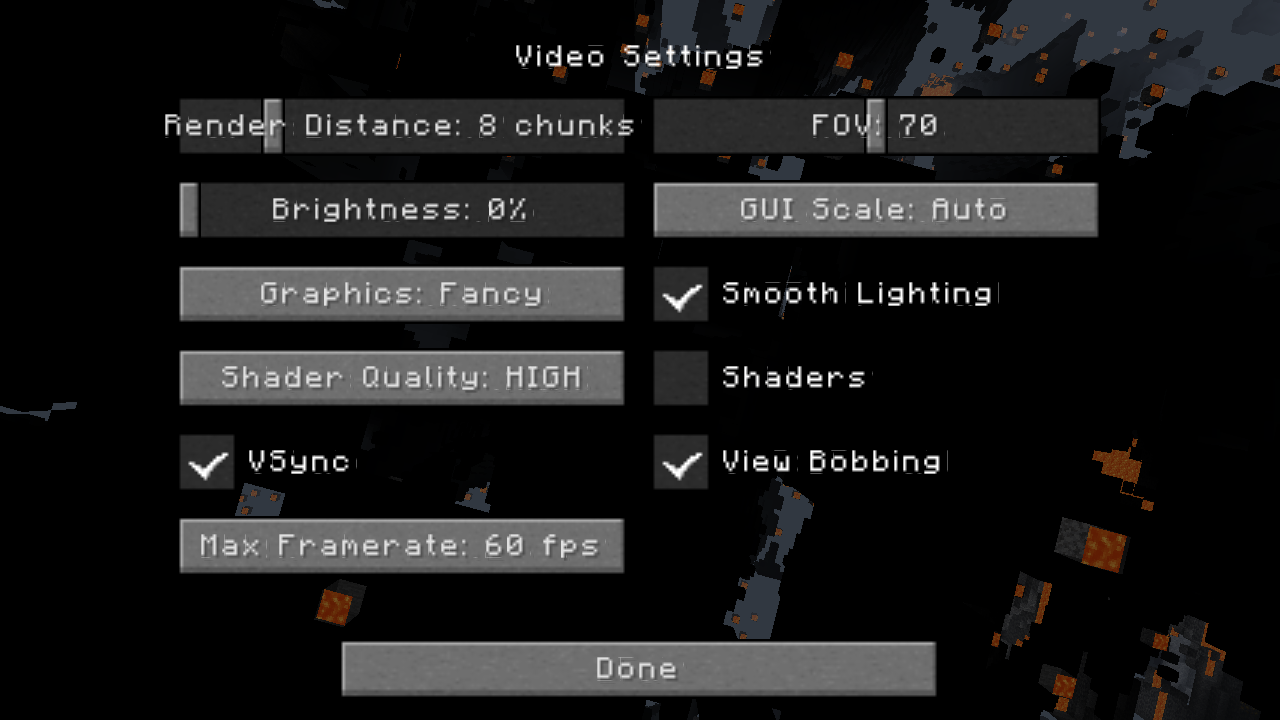 Video Settings
Render Distance: 8 chunks
FOV: 70
Brightness: 0%
GUI Scale: Auto
Graphics: Fancy
Smooth Lighting
Shader Quality: HIGH
Shaders
VSync
View Bobbing
Max Framerate: 60 fps
Done